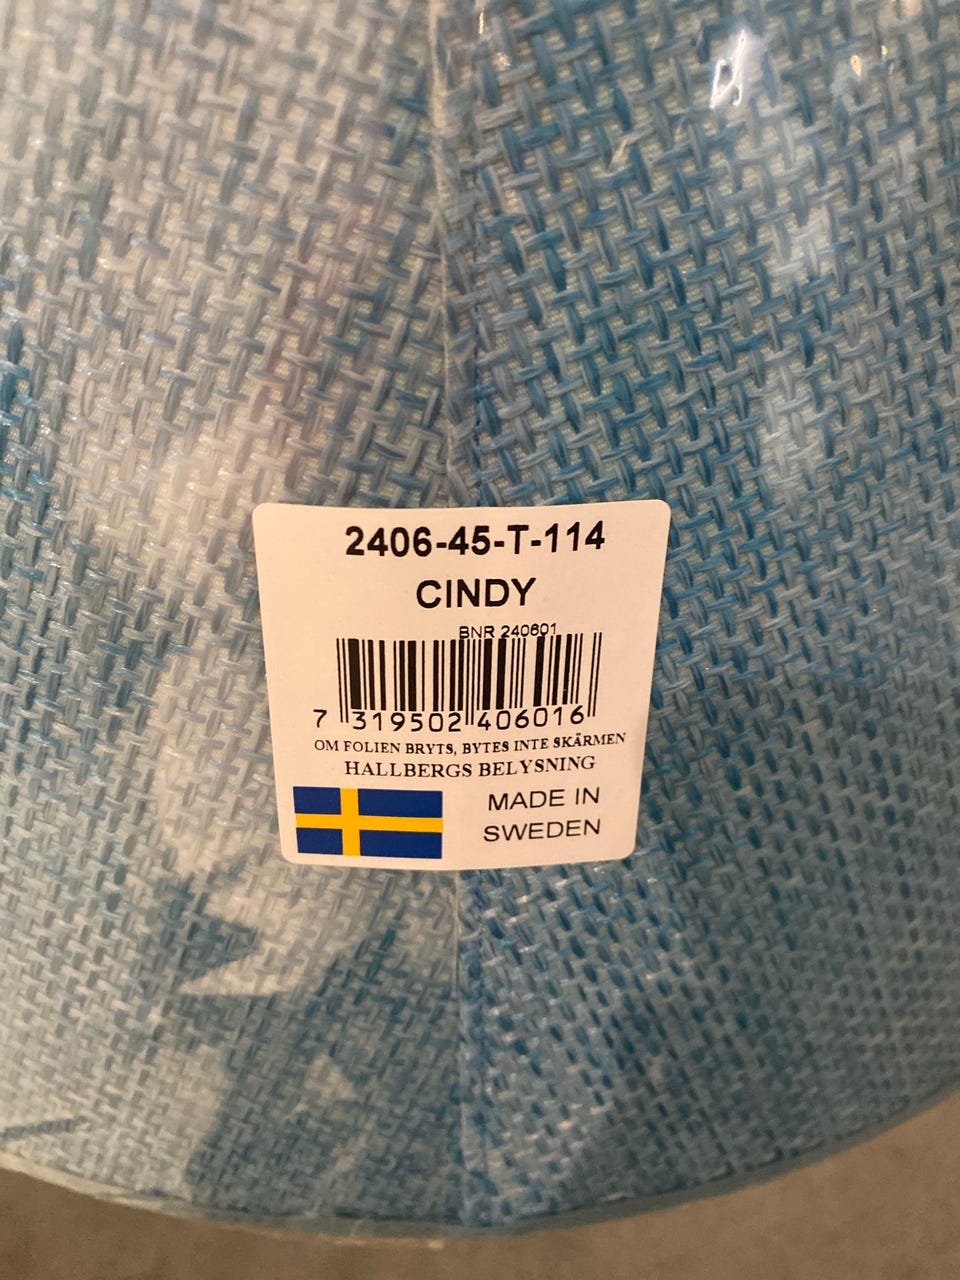 2406-45-T-114
CINDY
BNR 240601
7 319502 406016
OM FOLIEN BRYTS, BYTES INTE SKÄRMEN
HALLBERGS BELYSNING
MADE IN
SWEDEN